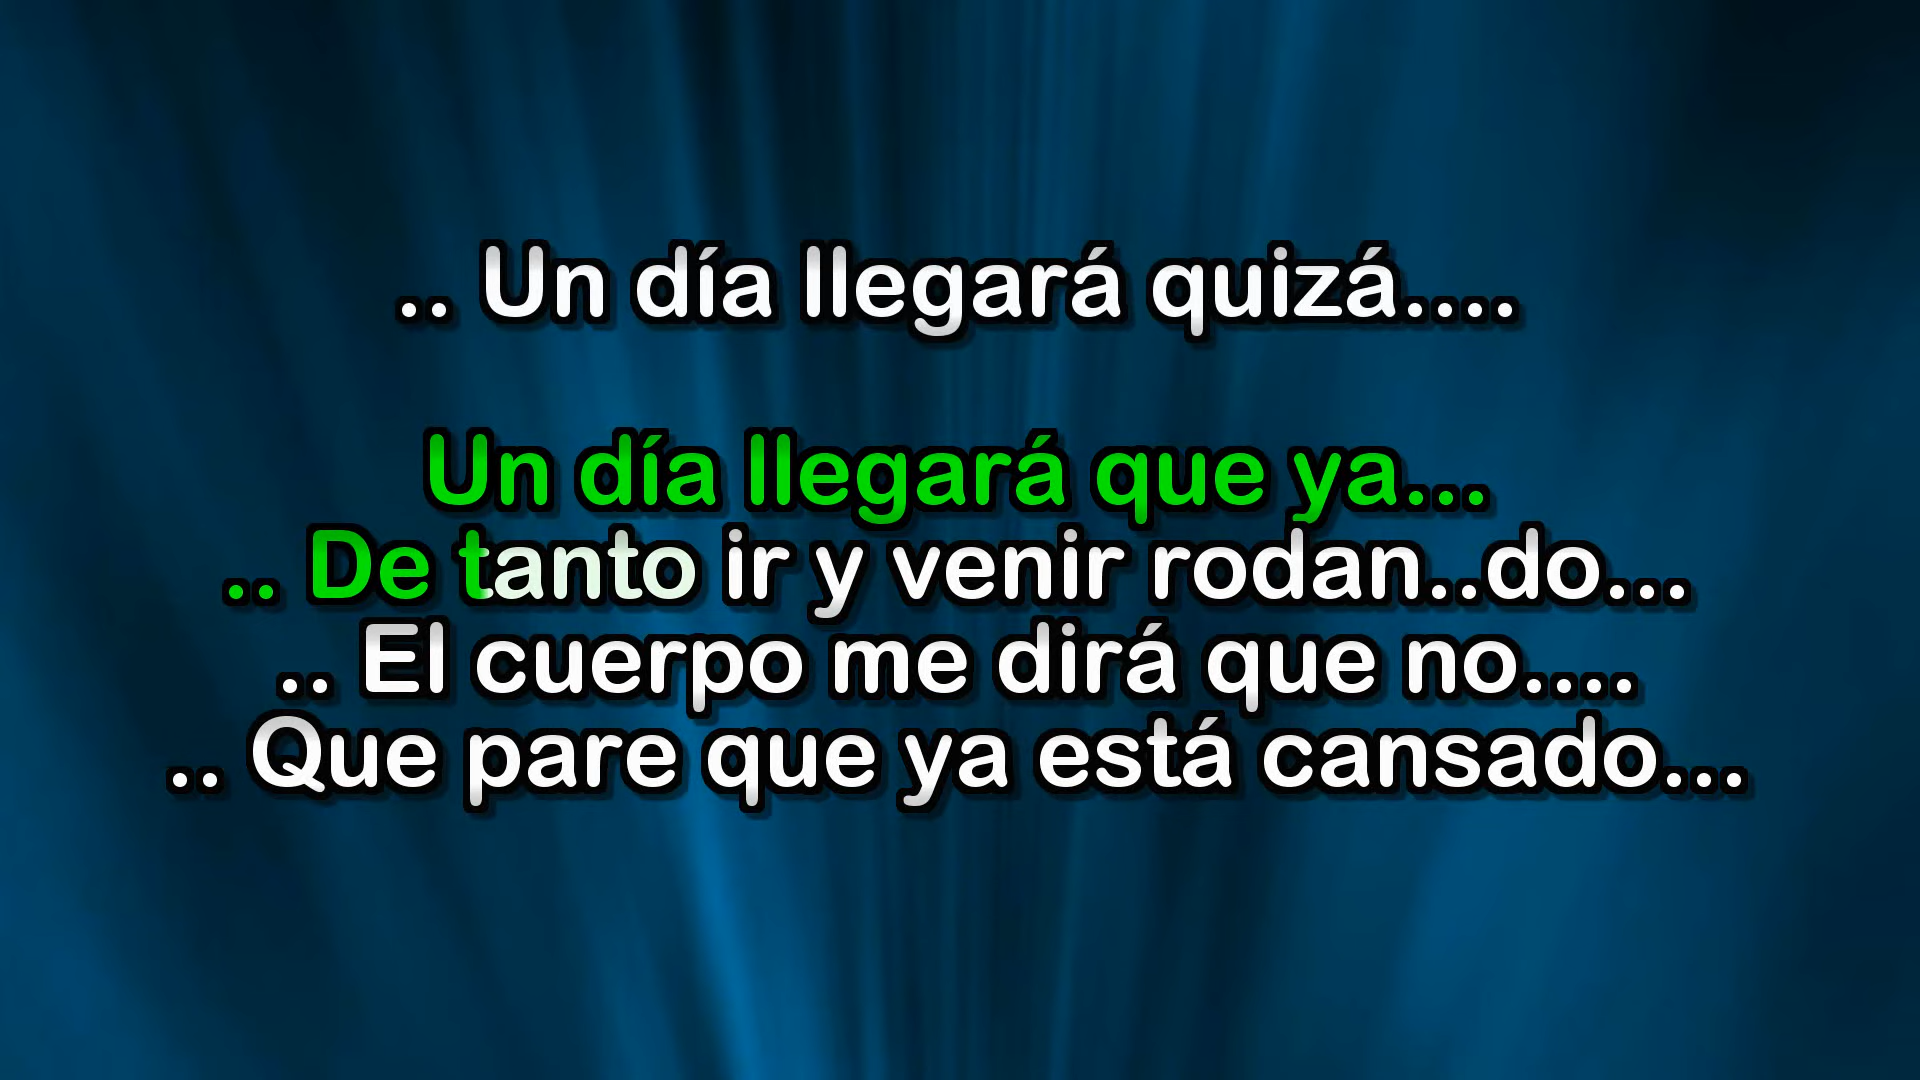 .. Un día llegará quizá....
Un día llegará que ya...
.. De tanto ir y venir rodan..do...
.. El cuerpo me dirá que no....
.. Que pare que ya está cansado...